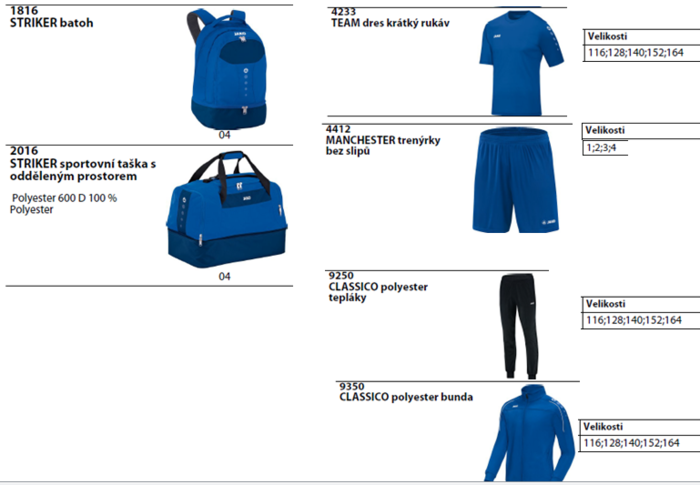 1816
STRIKER batoh
04
2016
STRIKER sportovní taška s
odděleným prostorem
Polyester 600 D 100 %
Polyester
04
4233
TEAM dres krátký rukáv
Velikosti
116;128;140;152;164
4412
MANCHESTER trenýrky
bez slipů
Velikosti
1;2;3;4
9250
CLASSICO polyester
tepláky
Velikosti
116;128;140;152;164
9350
CLASSICO polyester bunda
Velikosti
116;128;140;152;164